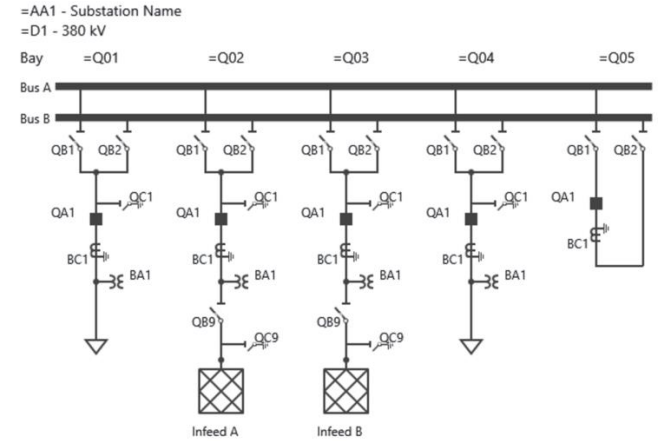 =AA1 - Substation Name
=D1 - 380 kV
Bay =Q01 =Q02 =Q03 =Q04 =Q05
Bus A
Bus B
QB1 QB2 QB1 QB2 QB1 QB2 QB1 QB2 QB1 QB2
QC1 QC1 QC1 QC1 QA1
QA1 QA1 QA1 QA1
BC1
BC1 BC1 BC1 BC1
BA1 BA1 BA1 BA1
QB9 QB9
QC9 QC9
Infeed A Infeed B